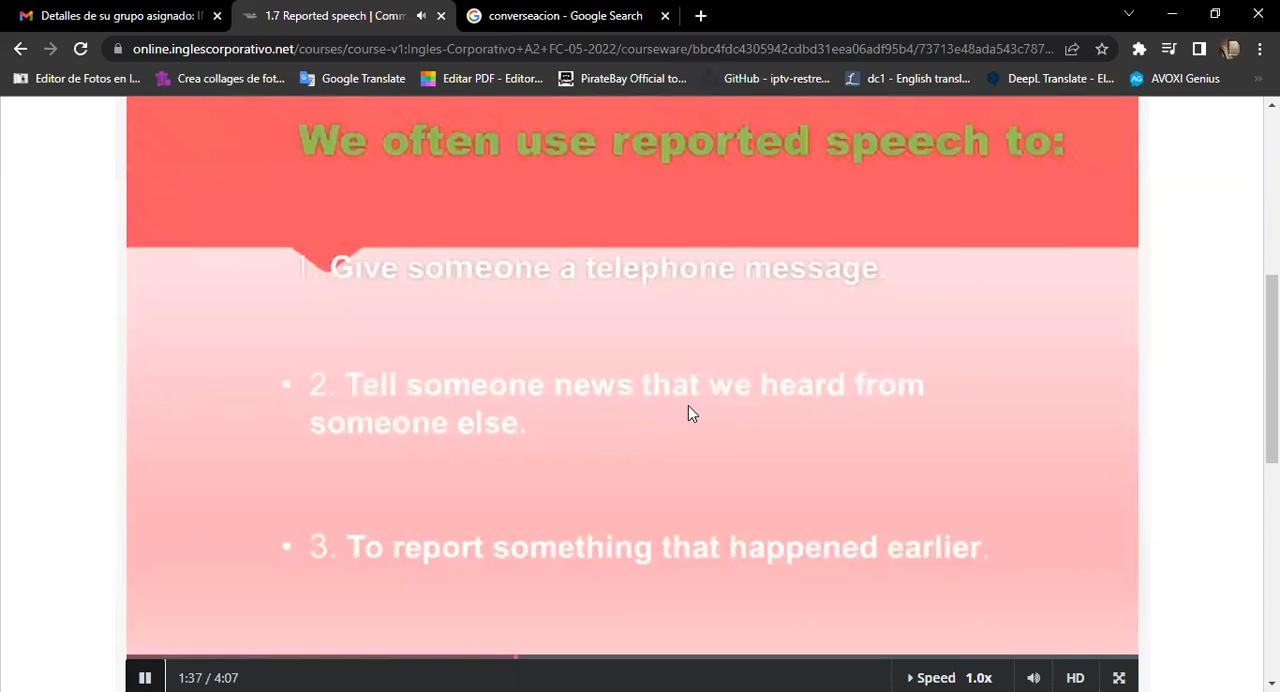 Detalles de su grupo asignado: I
1.7 Reported speech | Comm
converseacion - Google Search
online.inglescorporativo.net/courses/course-v1:Ingles-Corporativo+A2+FC-05-2022/courseware/bbc4fdc4305942cdbd31eea06adf95b4/73713e48ada543c787...
Editor de Fotos en l...
Crea collages de fot...
Google Translate
Editar PDF - Editor...
PirateBay Official to...
GitHub - iptv-restre...
dc1 - English transl...
DeepL Translate - El...
AVOXI Genius
»
We often use reported speech to:
1. Give someone a telephone message.
• 2. Tell someone news that we heard from
someone else.
• 3. To report something that happened earlier.
1:37 / 4:07
Speed 1.0x
HD